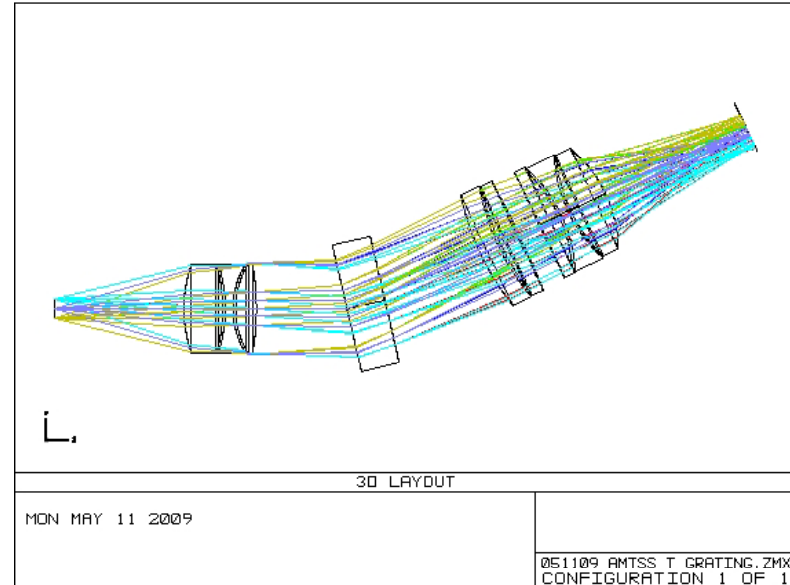 3D LAYOUT
MON MAY 11 2009
051109 AMTSS T GRATING.ZMX
CONFIGURATION 1 OF 1